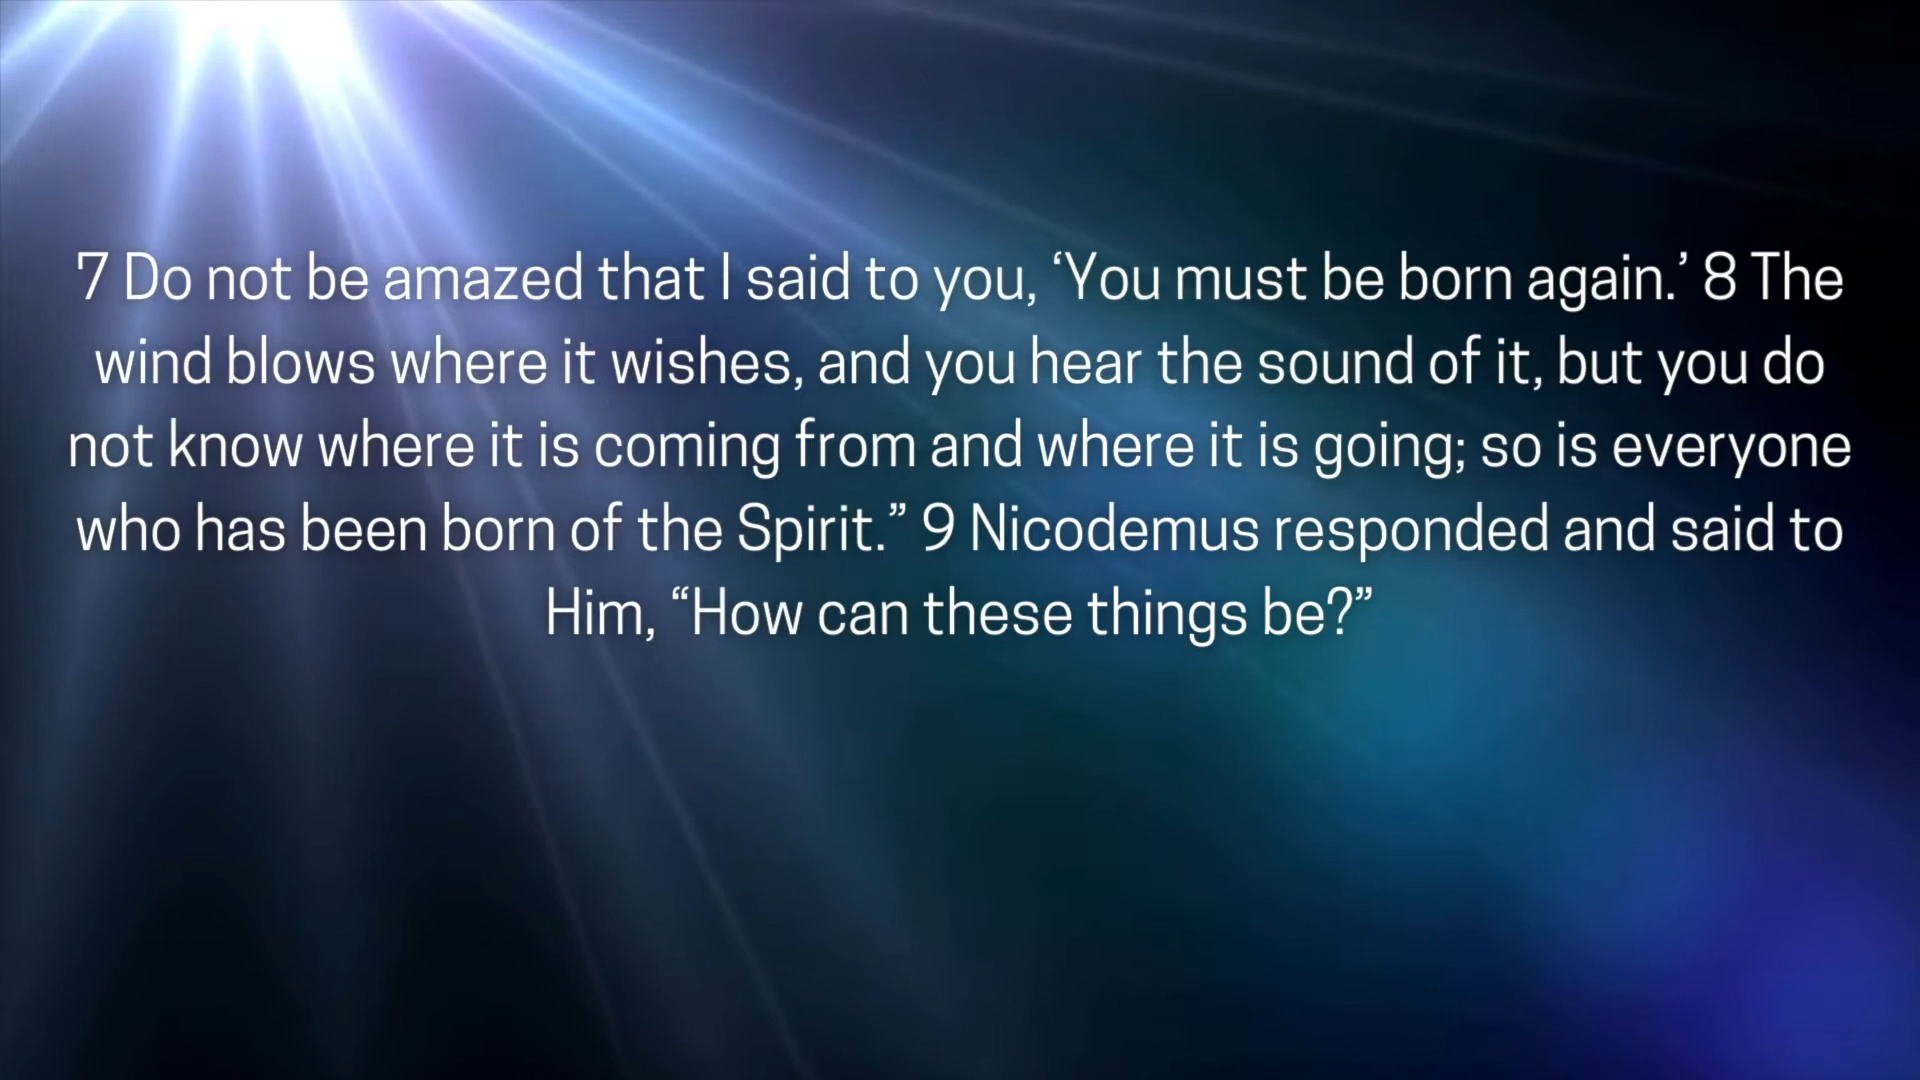 7 Do not be amazed that I said to you, ‘You must be born again.’ 8 The
wind blows where it wishes, and you hear the sound of it, but you do
not know where it is coming from and where it is going; so is everyone
who has been born of the Spirit.” 9 Nicodemus responded and said to
Him, “How can these things be?”